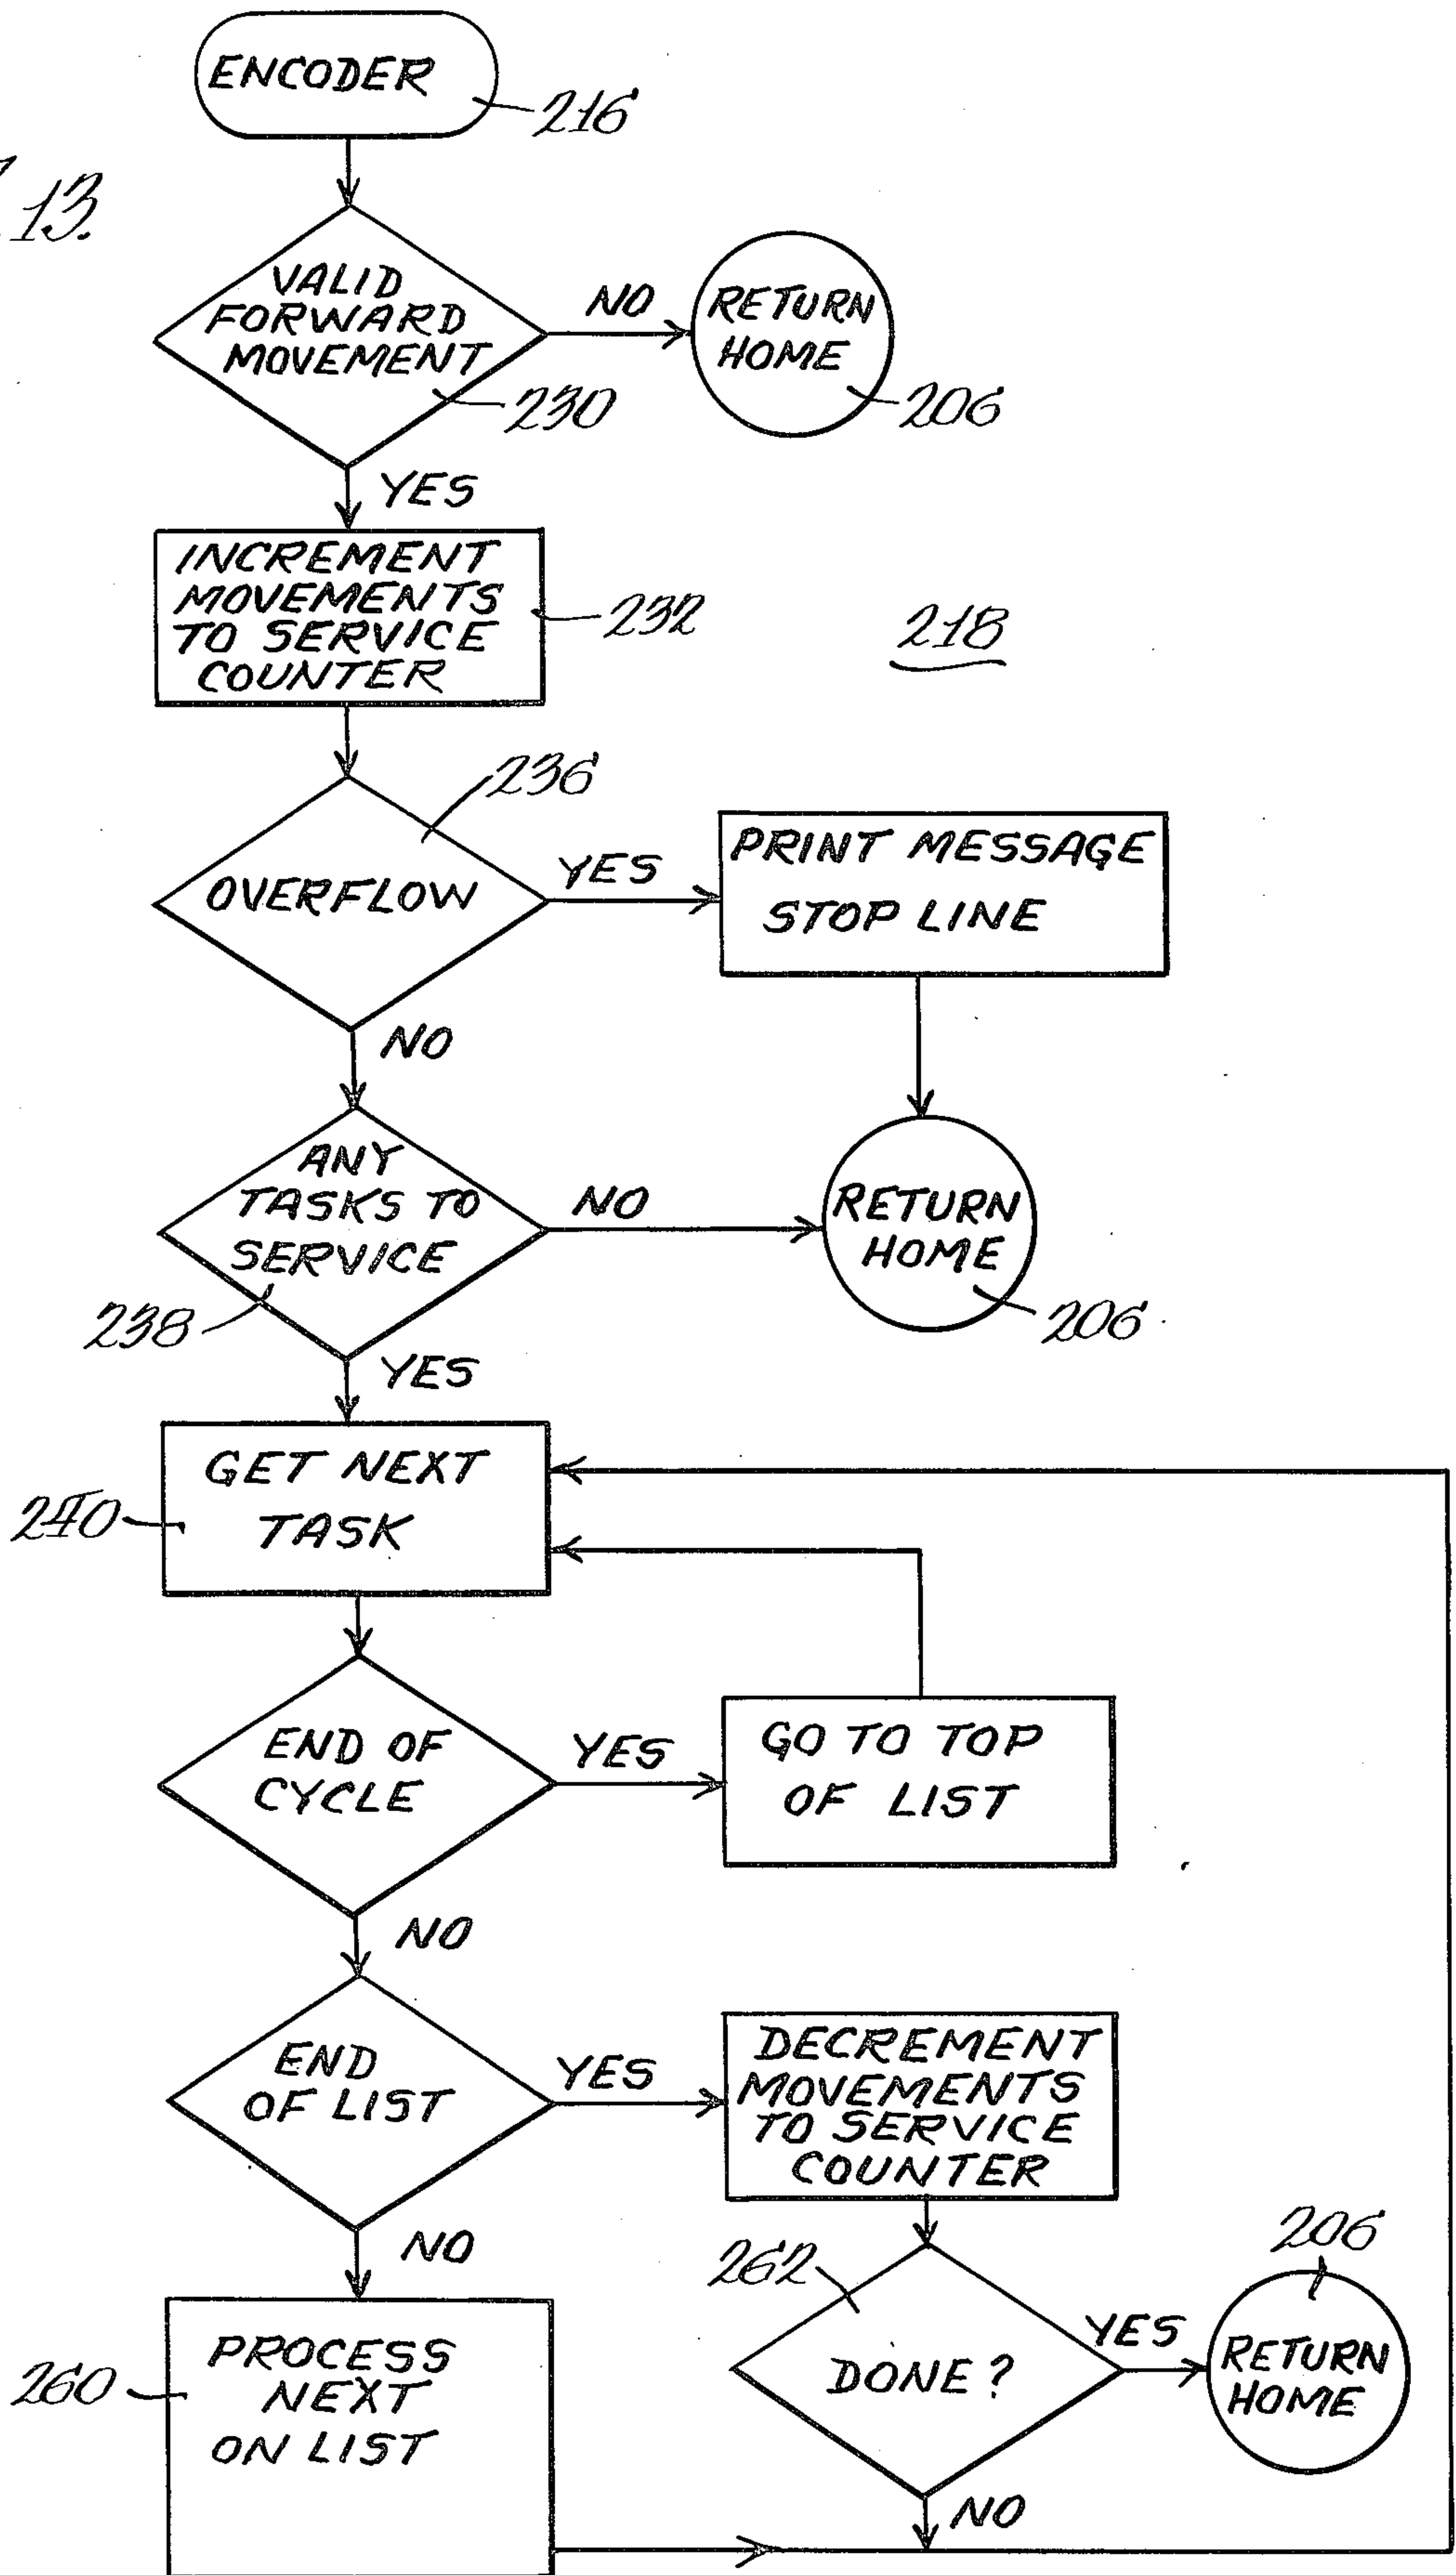 ENCODER
216
13.
VALID
FORWARD
MOVEMENT
230
NO
RETURN
HOME
206
YES
INCREMENT
MOVEMENTS
TO SERVICE
COUNTER
232
218
236
OVERFLOW
YES
PRINT MESSAGE
STOP LINE
NO
ANY
TASKS TO
SERVICE
238
NO
RETURN
HOME
206
YES
GET NEXT
TASK
240
END OF
CYCLE
YES
GO TO TOP
OF LIST
NO
END
OF LIST
YES
DECREMENT
MOVEMENTS
TO SERVICE
COUNTER
NO
262
DONE?
YES
206
RETURN
HOME
NO
PROCESS
NEXT
ON LIST
260